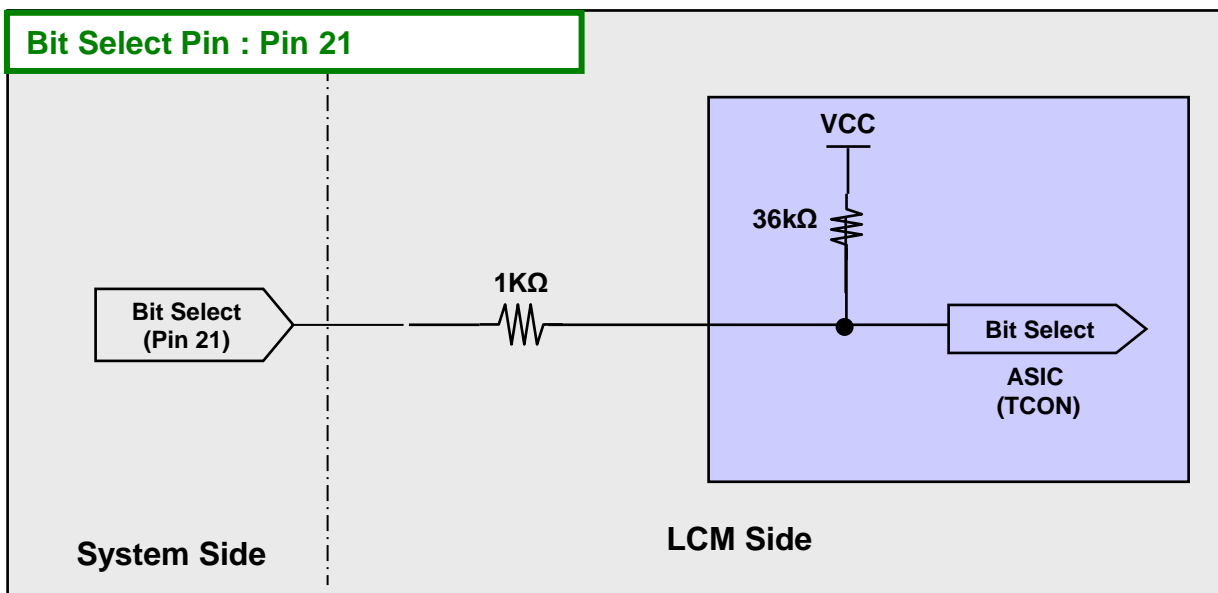 Bit Select Pin : Pin 21
VCC
36kΩ
1KΩ
Bit Select
(Pin 21)
Bit Select
ASIC
(TCON)
System Side
LCM Side